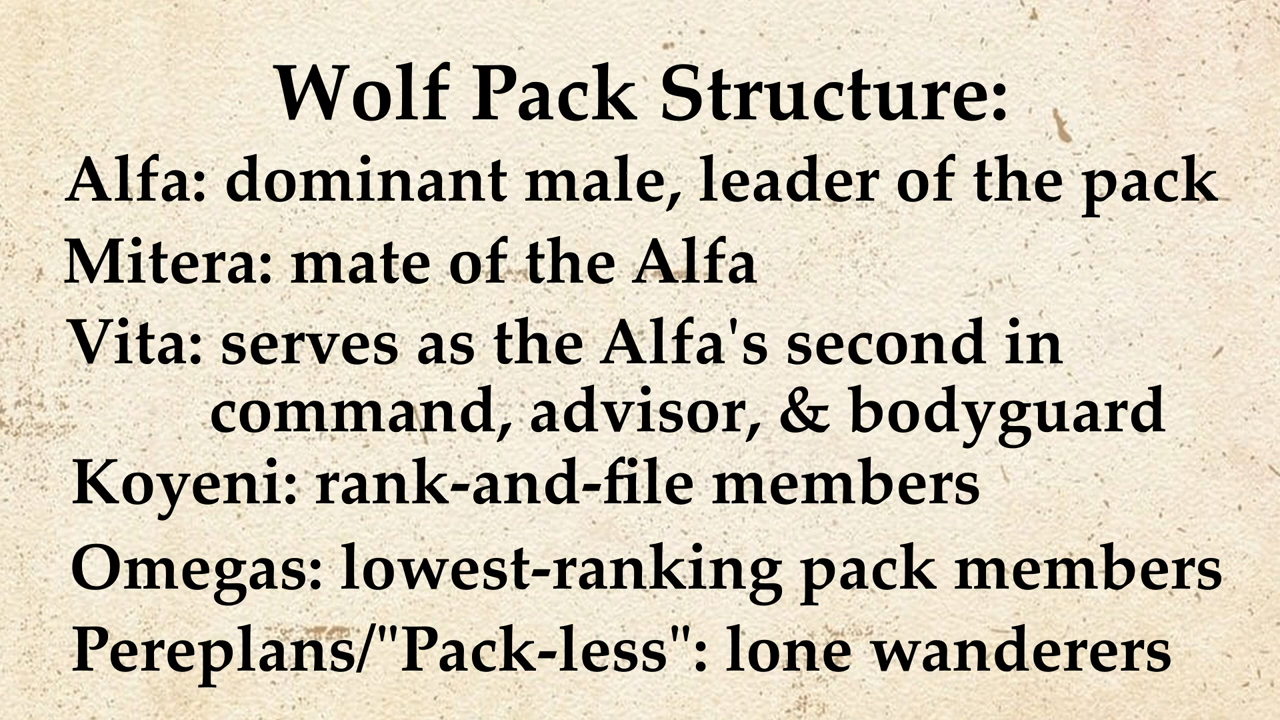 Wolf Pack Structure:
Alfa: dominant male, leader of the pack
Mitera: mate of the Alfa
Vita: serves as the Alfa's second in
command, advisor, & bodyguard
Koyeni: rank-and-file members
Omegas: lowest-ranking pack members
Pereplans/"Pack-less": lone wanderers